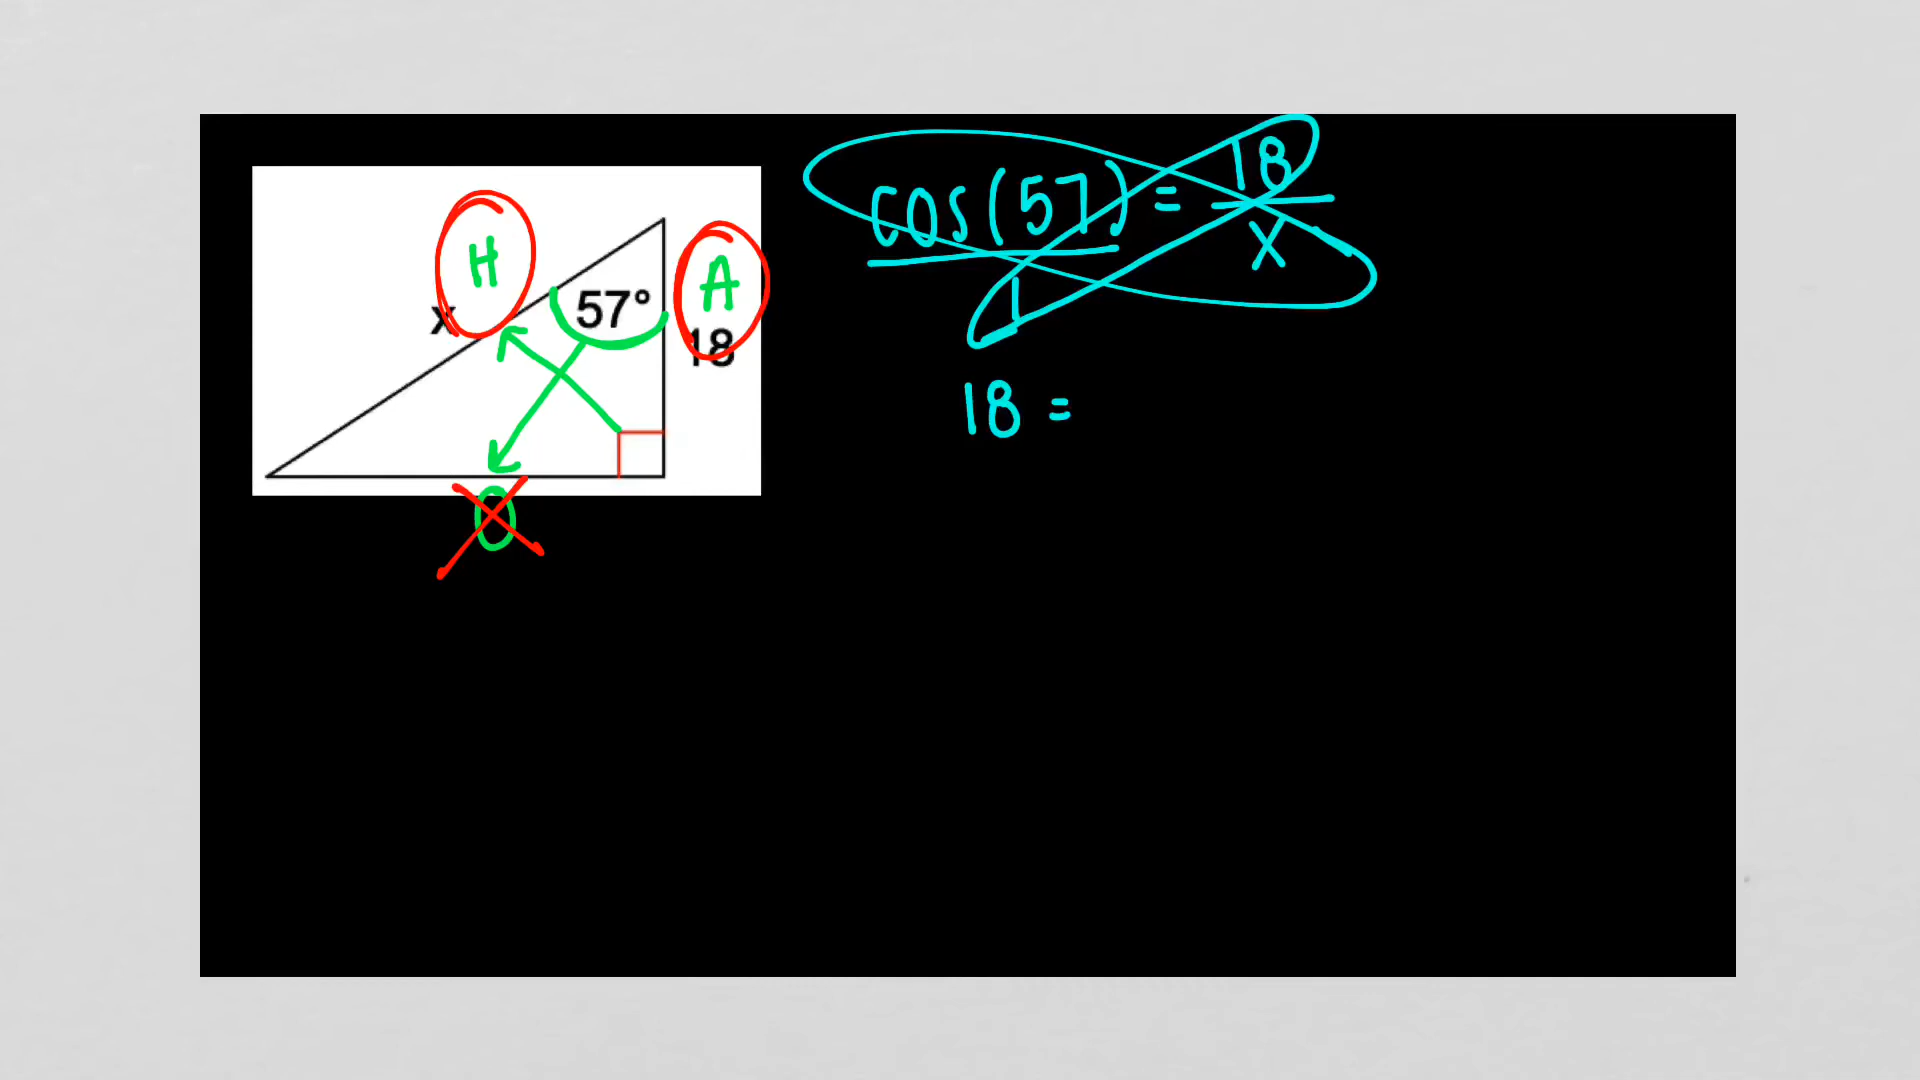 H
A
57°
x
18
O
cos(57) = 18
1 x
18 =